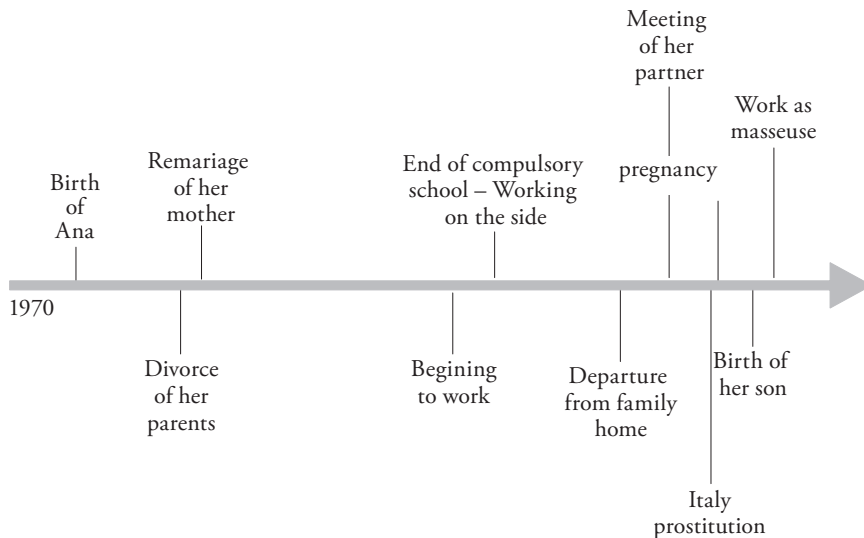 Meeting
of her
partner
Work as
masseuse
Remariage
of her
mother
End of compulsory
school – Working
on the side
pregnancy
Birth
of
Ana
1970
Divorce
of her
parents
Begining
to work
Departure
from family
home
Birth of
her son
Italy
prostitution